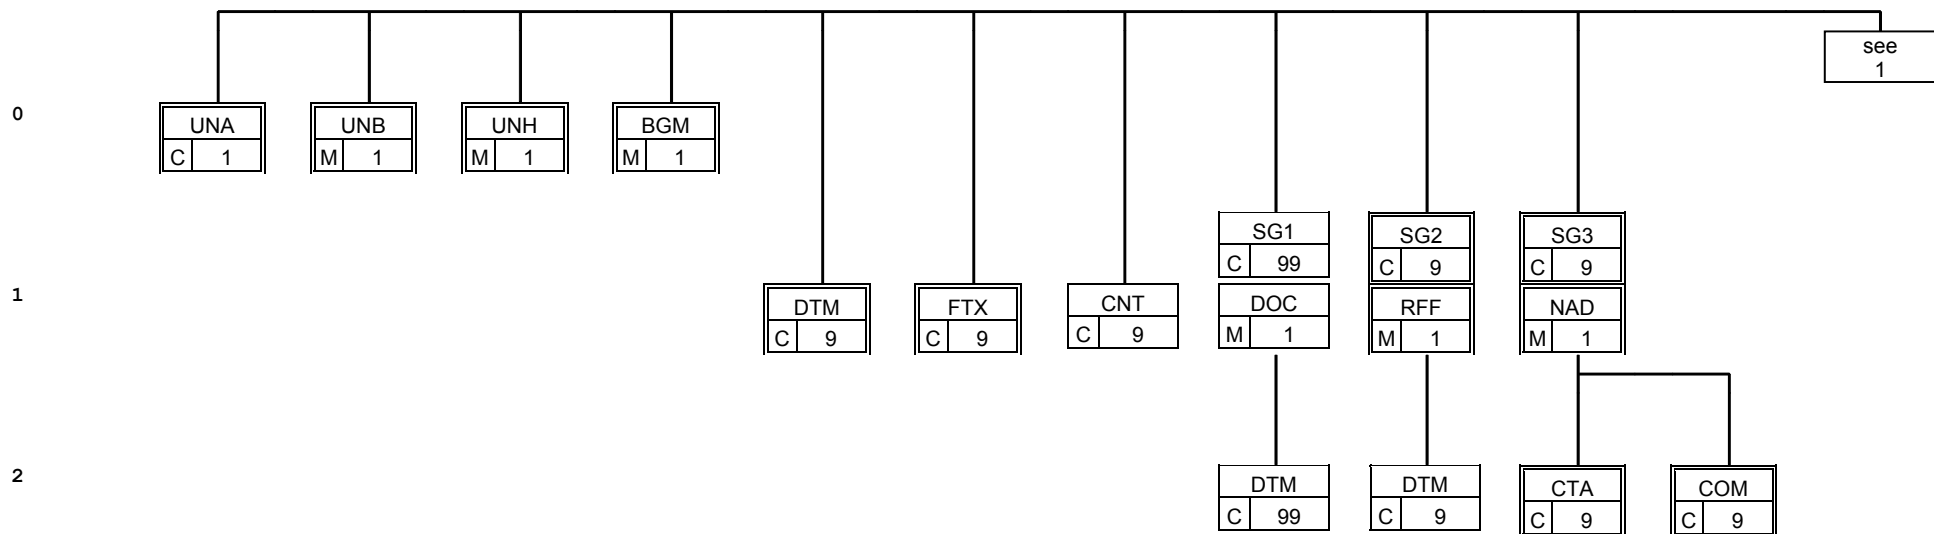 see
1
0
UNA
UNB
UNH
BGM
C 1
M 1
M 1
M 1
SG1
SG2
SG3
C 99
C 9
C 9
1
DTM
FTX
CNT
DOC
RFF
NAD
C 9
C 9
C 9
M 1
M 1
M 1
2
DTM
DTM
CTA
COM
C 99
C 9
C 9
C 9